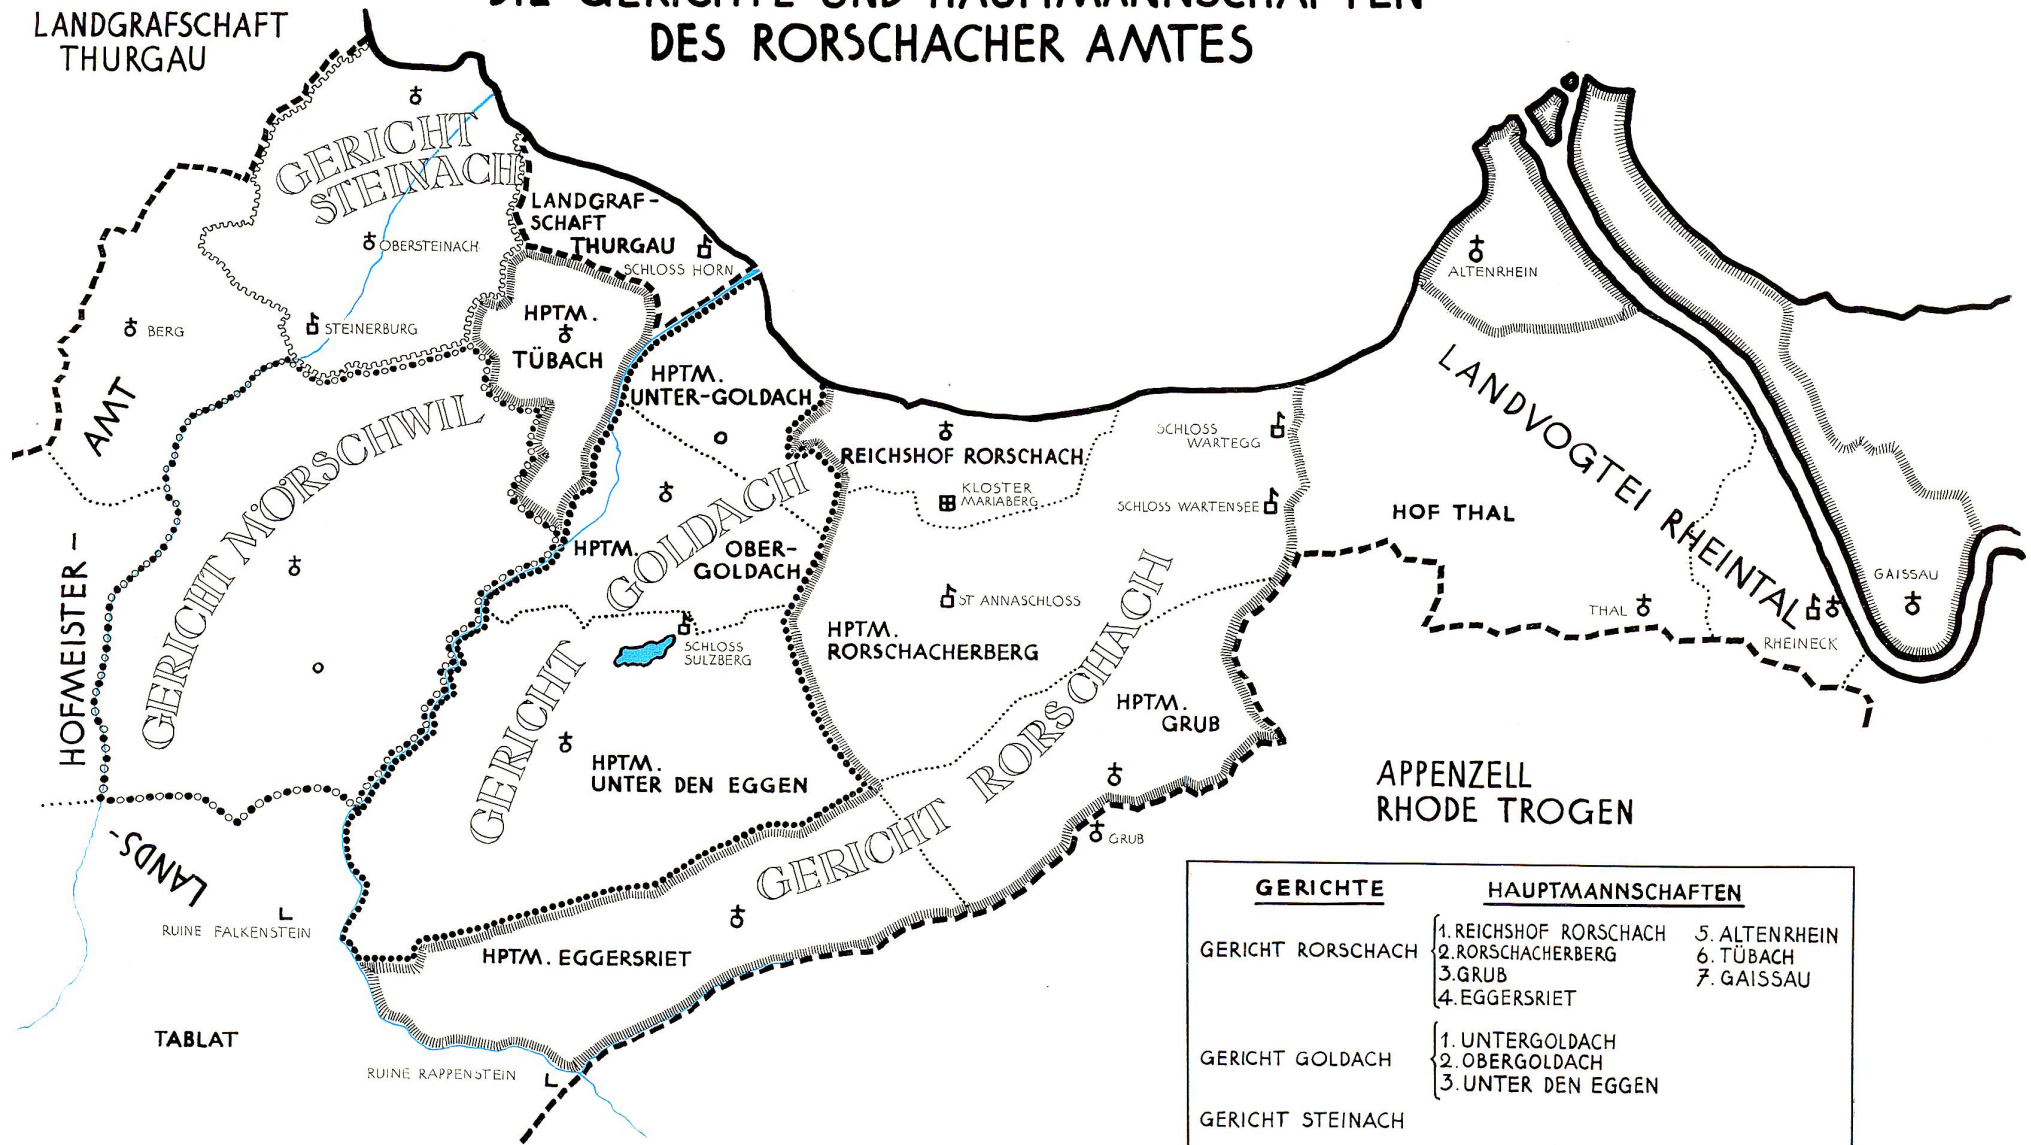 DIE GERICHTE UND HAUPTMANNSCHAFTEN
DES RORSCHACHER AMTES
LANDGRAFSCHAFT
THURGAU
GERICHT
STEINACH
OBERSTEINACH
STEINERBURG
BERG
LANDGRAF-
SCHAFT
THURGAU
SCHLOSS HORN
HPTM.
TÜBACH
HPTM.
UNTER-GOLDACH
AMT
HOFMEISTER-
LANDS-
GERICHT MÖRSCHWIL
GERICHT
GOLDACH
HPTM.
OBER-
GOLDACH
SCHLOSS
SULZBERG
HPTM.
UNTER DEN EGGEN
REICHSHOF RORSCHACH
KLOSTER
MARIABERG
SCHLOSS
WARTEGG
SCHLOSS WARTENSEE
ST ANNASCHLOSS
HPTM.
RORSCHACHERBERG
GERICHT RORSCHACH
HPTM.
GRUB
GRUB
HPTM. EGGERSRIET
RUINE FALKENSTEIN
TABLAT
RUINE RAPPENSTEIN
ALTENRHEIN
LANDVOGTEI RHEINTAL
HOF THAL
THAL
RHEINECK
GAISSAU
APPENZELL
RHODE TROGEN
GERICHTE HAUPTMANNSCHAFTEN
GERICHT RORSCHACH
1. REICHSHOF RORSCHACH 5. ALTENRHEIN
2. RORSCHACHERBERG 6. TÜBACH
3. GRUB 7. GAISSAU
4. EGGERSRIET
GERICHT GOLDACH
1. UNTERGOLDACH
2. OBERGOLDACH
3. UNTER DEN EGGEN
GERICHT STEINACH